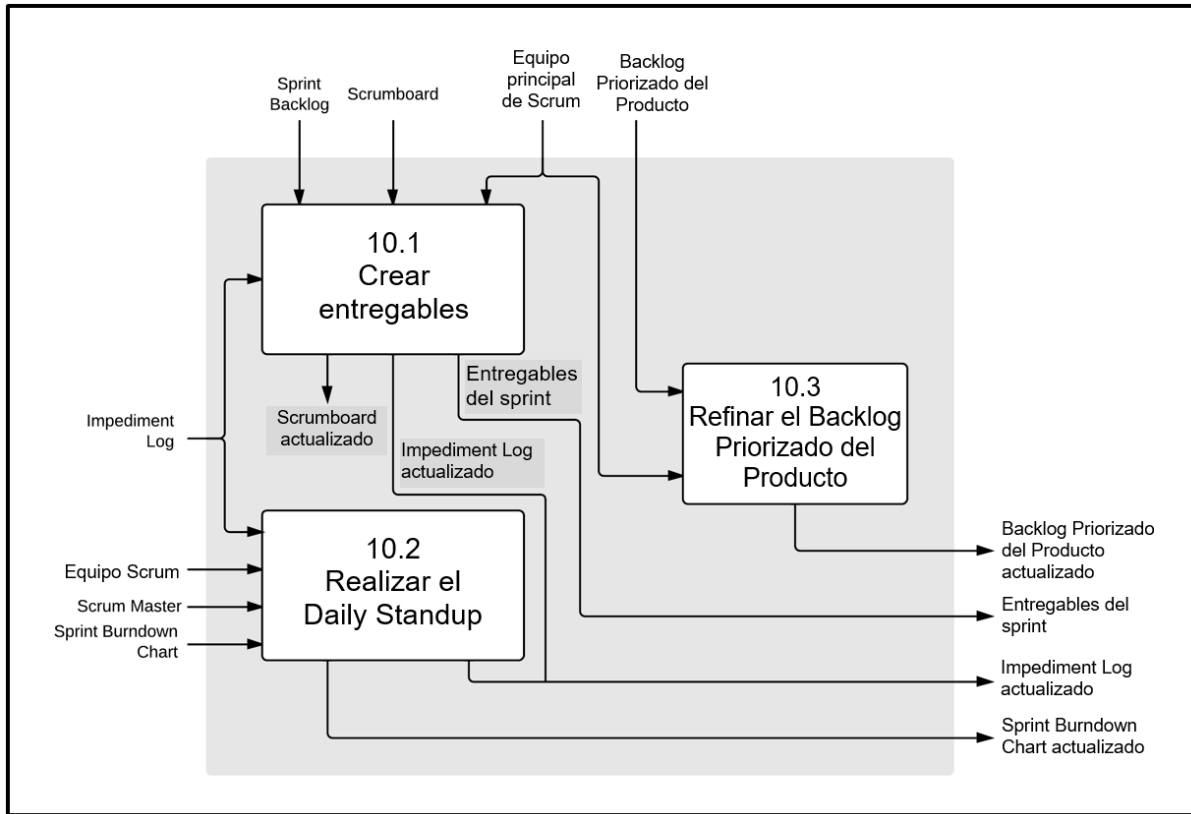 Sprint
Backlog
Scrumboard
Equipo
principal
de Scrum
Backlog
Priorizado del
Producto
10.1
Crear
entregables
Entregables
del sprint
Scrumboard
actualizado
Impediment Log
actualizado
Impediment
Log
10.3
Refinar el Backlog
Priorizado del
Producto
10.2
Realizar el
Daily Standup
Equipo Scrum
Scrum Master
Sprint Burndown
Chart
Backlog Priorizado
del Producto
actualizado
Entregables del
sprint
Impediment Log
actualizado
Sprint Burndown
Chart actualizado